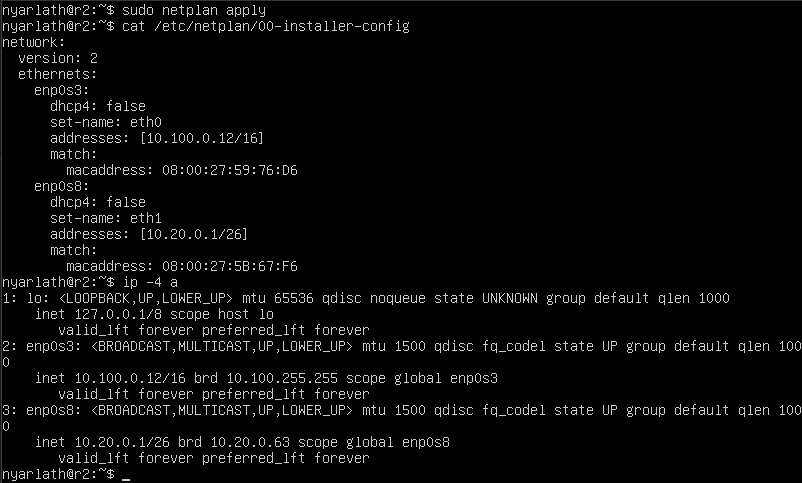 nyarlath@r2:~$ sudo netplan apply
nyarlath@r2:~$ cat /etc/netplan/00-installer-config
network:
  version: 2
  ethernets:
    enp0s3:
      dhcp4: false
      set-name: eth0
      addresses: [10.100.0.12/16]
      match:
        macaddress: 08:00:27:59:76:D6
    enp0s8:
      dhcp4: false
      set-name: eth1
      addresses: [10.20.0.1/26]
      match:
        macaddress: 08:00:27:5B:67:F6
nyarlath@r2:~$ ip -4 a
1: lo: <LOOPBACK,UP,LOWER_UP> mtu 65536 qdisc noqueue state UNKNOWN group default qlen 1000
    inet 127.0.0.1/8 scope host lo
       valid_lft forever preferred_lft forever
2: enp0s3: <BROADCAST,MULTICAST,UP,LOWER_UP> mtu 1500 qdisc fq_codel state UP group default qlen 100
0
    inet 10.100.0.12/16 brd 10.100.255.255 scope global enp0s3
       valid_lft forever preferred_lft forever
3: enp0s8: <BROADCAST,MULTICAST,UP,LOWER_UP> mtu 1500 qdisc fq_codel state UP group default qlen 100
0
    inet 10.20.0.1/26 brd 10.20.0.63 scope global enp0s8
       valid_lft forever preferred_lft forever
nyarlath@r2:~$ _